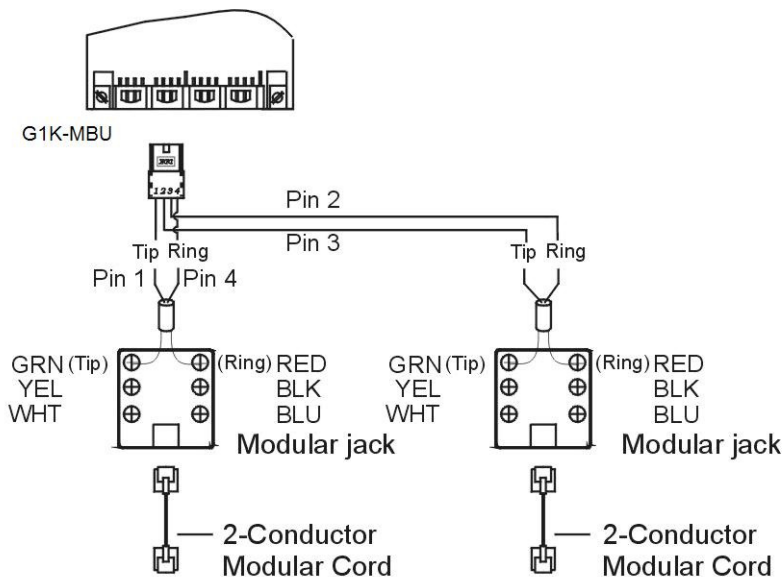 G1K-MBU
1234
Pin 2
Pin 3
Tip Ring
Pin 1 Pin 4
Tip Ring
GRN (Tip) (Ring) RED
YEL BLK
WHT BLU
Modular jack
GRN (Tip) (Ring) RED
YEL BLK
WHT BLU
Modular jack
2-Conductor
Modular Cord
2-Conductor
Modular Cord